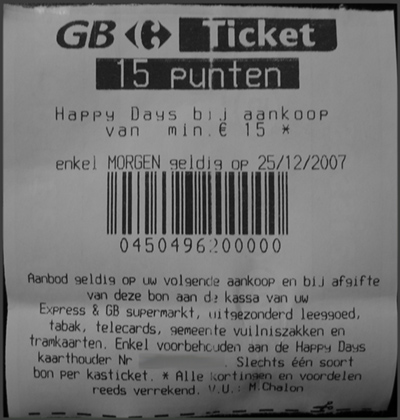 GB Ticket
15 punten
Happy Days bij aankoop
van min.€ 15 *
enkel MORGEN geldig op 25/12/2007
0450496200000
Aanbod geldig op uw volgende aankoop en bij afgifte
van deze bon aan de kassa van uw
Express & GB supermarkt, uitgezonderd leeggoed,
tabak, telecards, gemeente vuilniszakken en
tramkaarten. Enkel voorbehouden aan de Happy Days
kaarthouder Nr . Slechts één soort
bon per kasticket. * Alle kortingen en voordelen
reeds verrekend. V.U.: M.Chalon